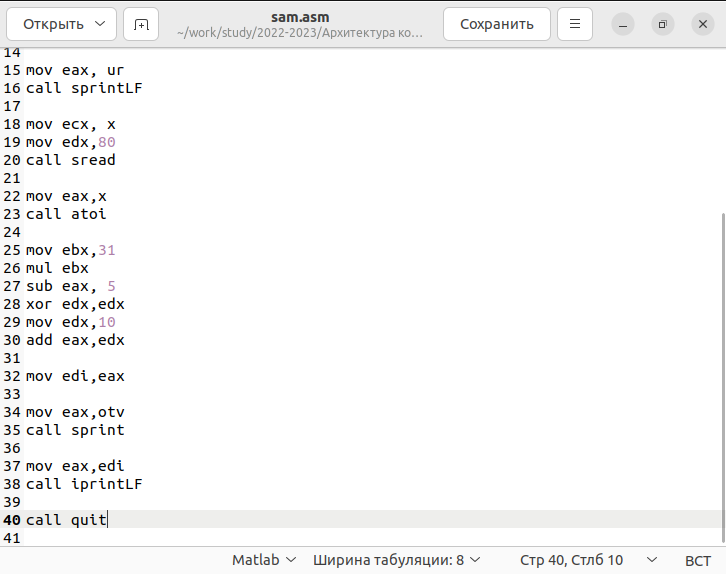 Открыть
sam.asm
~/work/study/2022-2023/Архитектура ко...
Сохранить
14
15 mov eax, ur
16 call sprintLF
17
18 mov ecx, x
19 mov edx,80
20 call sread
21
22 mov eax,x
23 call atoi
24
25 mov ebx,31
26 mul ebx
27 sub eax, 5
28 xor edx,edx
29 mov edx,10
30 add eax,edx
31
32 mov edi,eax
33
34 mov eax,otv
35 call sprint
36
37 mov eax,edi
38 call iprintLF
39
40 call quit
41
Matlab Ширина табуляции: 8 Стр 40, Стлб 10 ВСТ